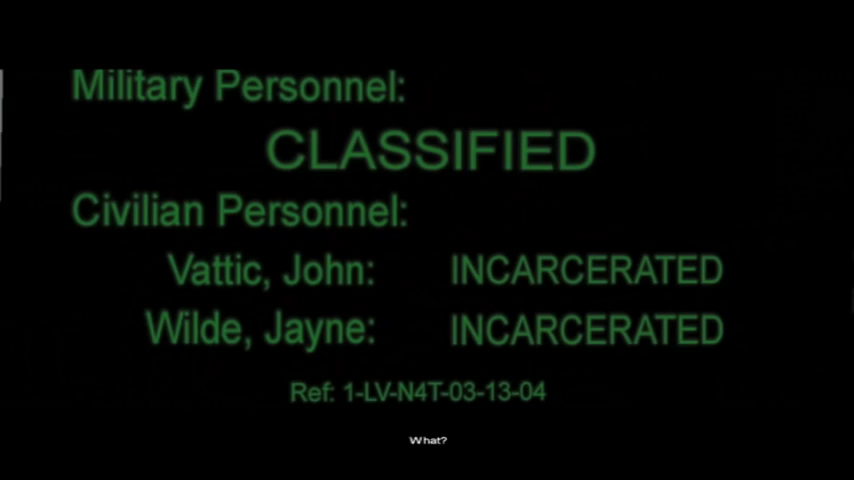 Military Personnel:
CLASSIFIED
Civilian Personnel:
Vattic, John: INCARCERATED
Wilde, Jayne: INCARCERATED
Ref: 1-LV-N4T-03-13-04
What?